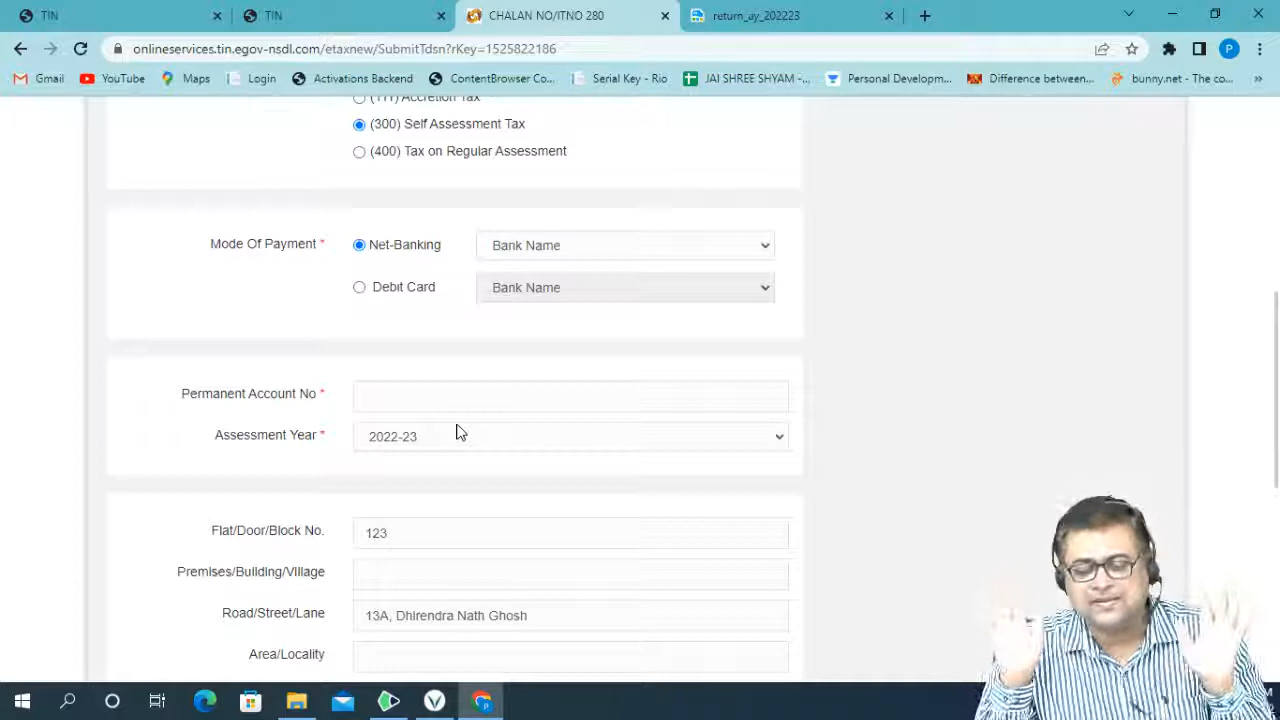 TIN
TIN
CHALAN NO/ITNO 280
return_ay_202223
onlineservices.tin.egov-nsdl.com/etaxnew/SubmitTdsn?rKey=1525822186
P
Gmail
YouTube
Maps
Login
Activations Backend
ContentBrowser Co...
Serial Key - Rio
JAI SHREE SHYAM -...
Personal Developm...
Difference between...
bunny.net - The co...
(111) Accretion Tax
(300) Self Assessment Tax
(400) Tax on Regular Assessment
Mode Of Payment * Net-Banking Bank Name
Debit Card Bank Name
Permanent Account No *
Assessment Year * 2022-23
Flat/Door/Block No. 123
Premises/Building/Village
Road/Street/Lane 13A, Dhirendra Nath Ghosh
Area/Locality